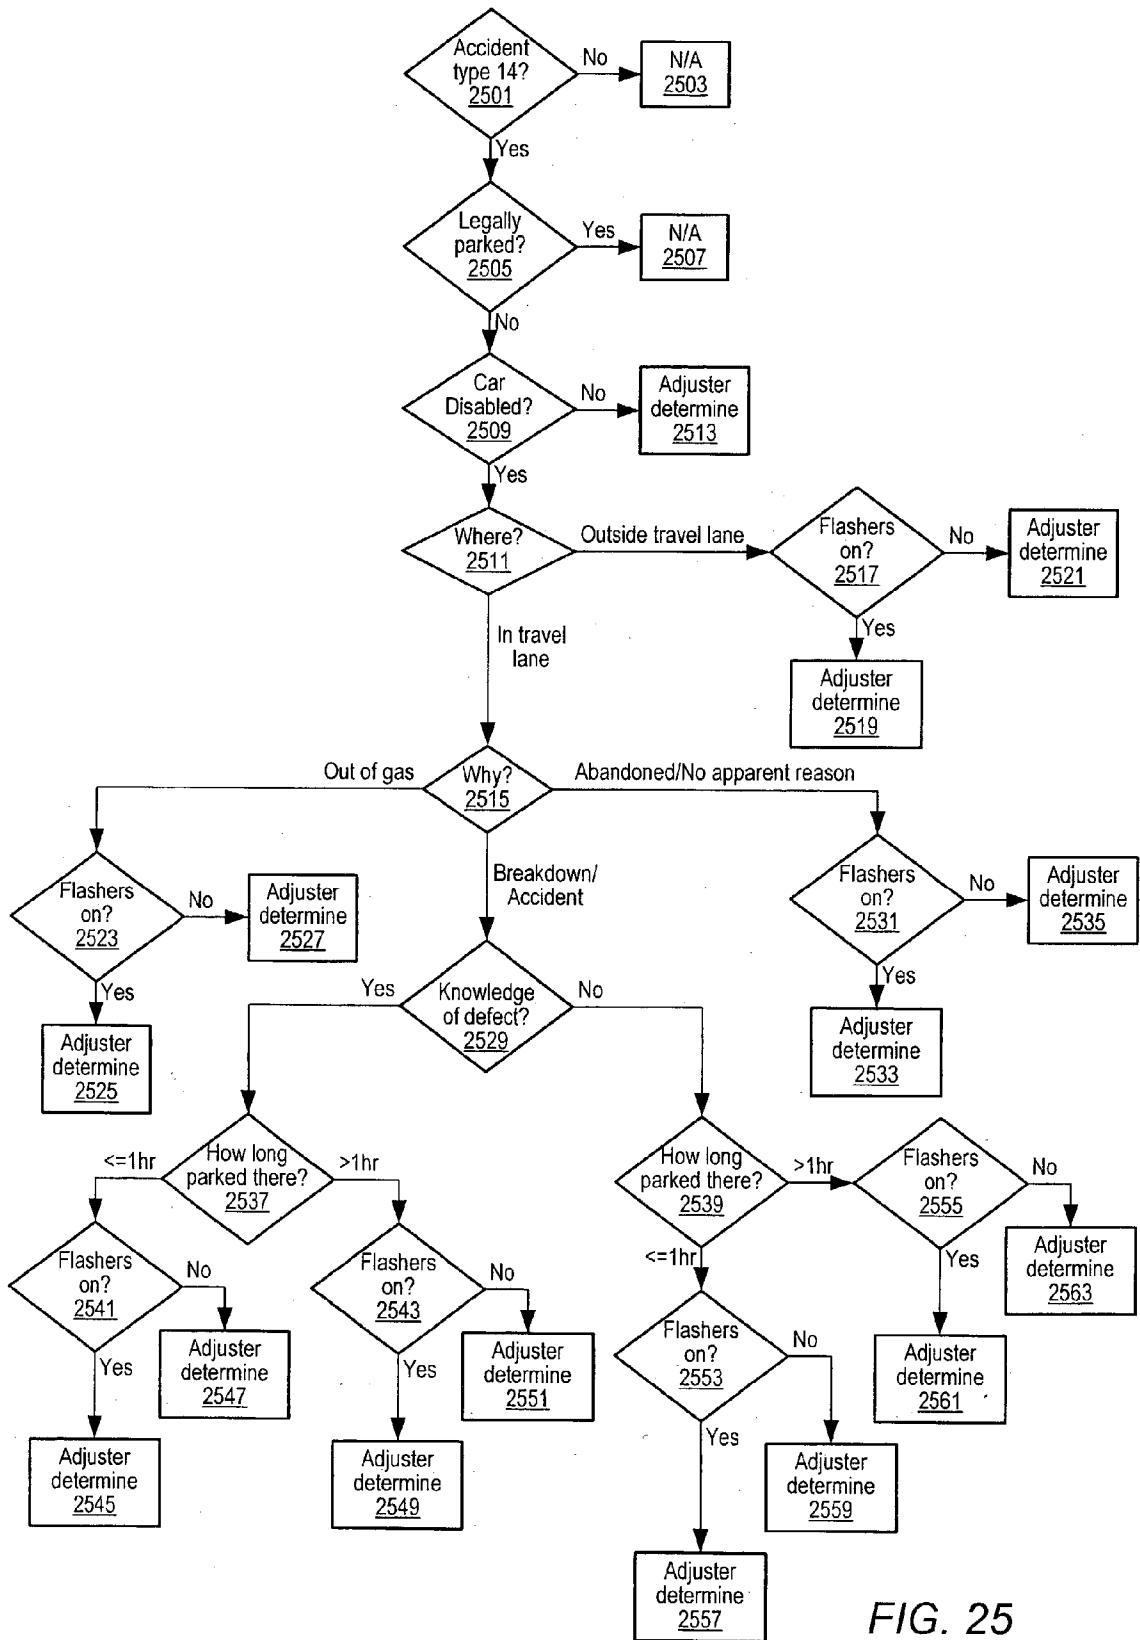 Accident
type 14?
2501
No
N/A
2503
Yes
Legally
parked?
2505
Yes
N/A
2507
No
Car
Disabled?
2509
No
Adjuster
determine
2513
Yes
Where?
2511
Outside travel lane
Flashers
on?
2517
No
Adjuster
determine
2521
Yes
Adjuster
determine
2519
In travel
lane
Why?
2515
Out of gas
Abandoned/No apparent reason
Flashers
on?
2523
No
Adjuster
determine
2527
Yes
Adjuster
determine
2525
Breakdown/
Accident
Flashers
on?
2531
No
Adjuster
determine
2535
Yes
Adjuster
determine
2533
Knowledge
of defect?
2529
Yes
No
How long
parked there?
2537
<=1hr
>1hr
Flashers
on?
2541
No
Adjuster
determine
2547
Yes
Adjuster
determine
2545
Flashers
on?
2543
No
Adjuster
determine
2551
Yes
Adjuster
determine
2549
How long
parked there?
2539
>1hr
Flashers
on?
2555
No
Adjuster
determine
2563
Yes
Adjuster
determine
2561
<=1hr
Flashers
on?
2553
No
Adjuster
determine
2559
Yes
Adjuster
determine
2557
FIG. 25